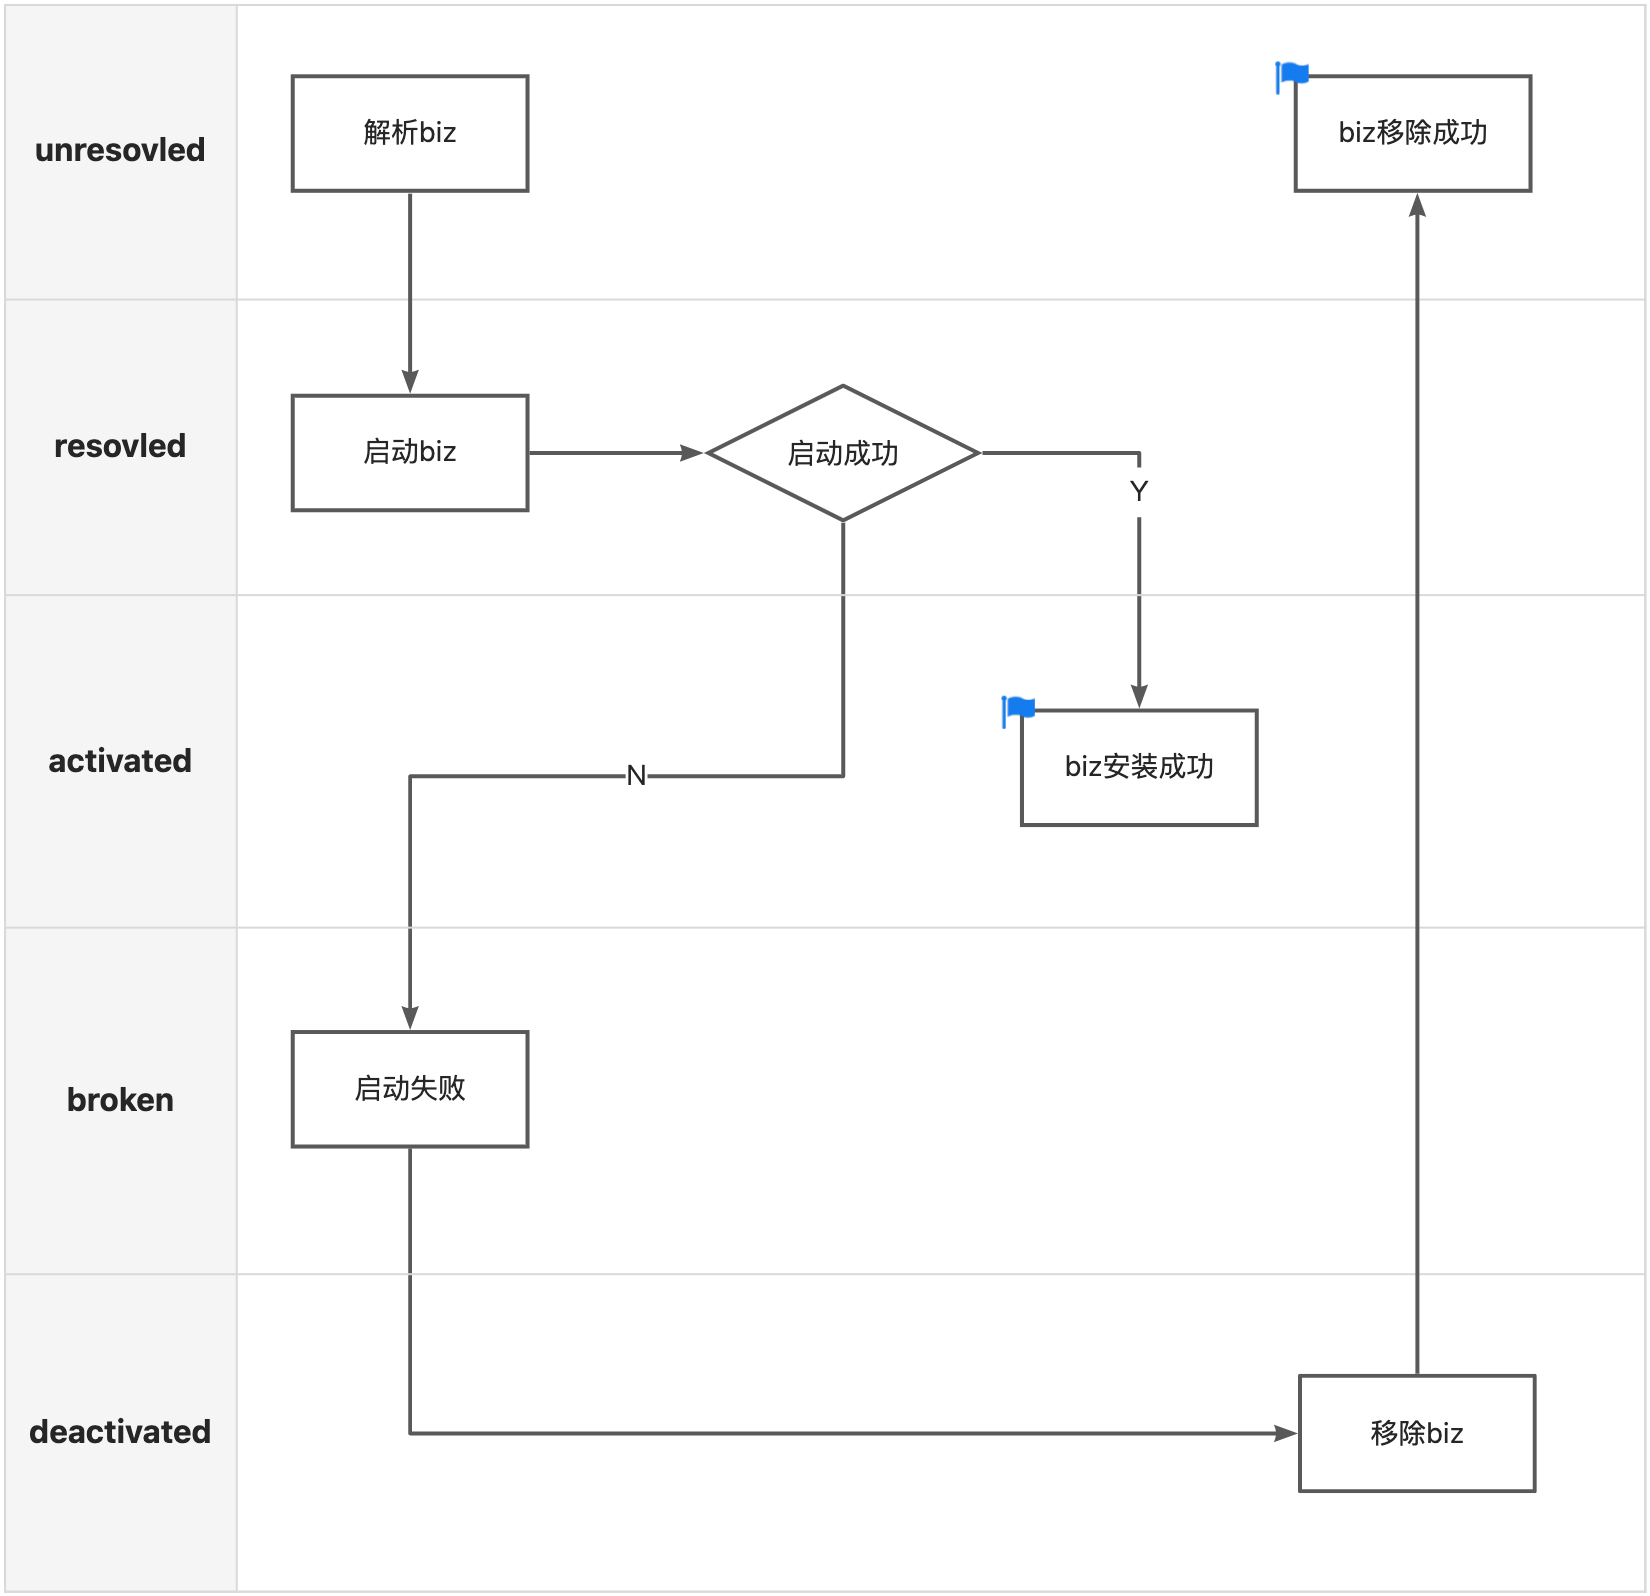 unresovled
解析biz
biz移除成功
resovled
启动biz
启动成功
Y
activated
N
biz安装成功
broken
启动失败
deactivated
移除biz